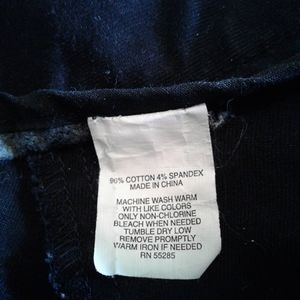 96% COTTON 4% SPANDEX
MADE IN CHINA
MACHINE WASH WARM
WITH LIKE COLORS
ONLY NON-CHLORINE
BLEACH WHEN NEEDED
TUMBLE DRY LOW
REMOVE PROMPTLY
WARM IRON IF NEEDED
RN 55285